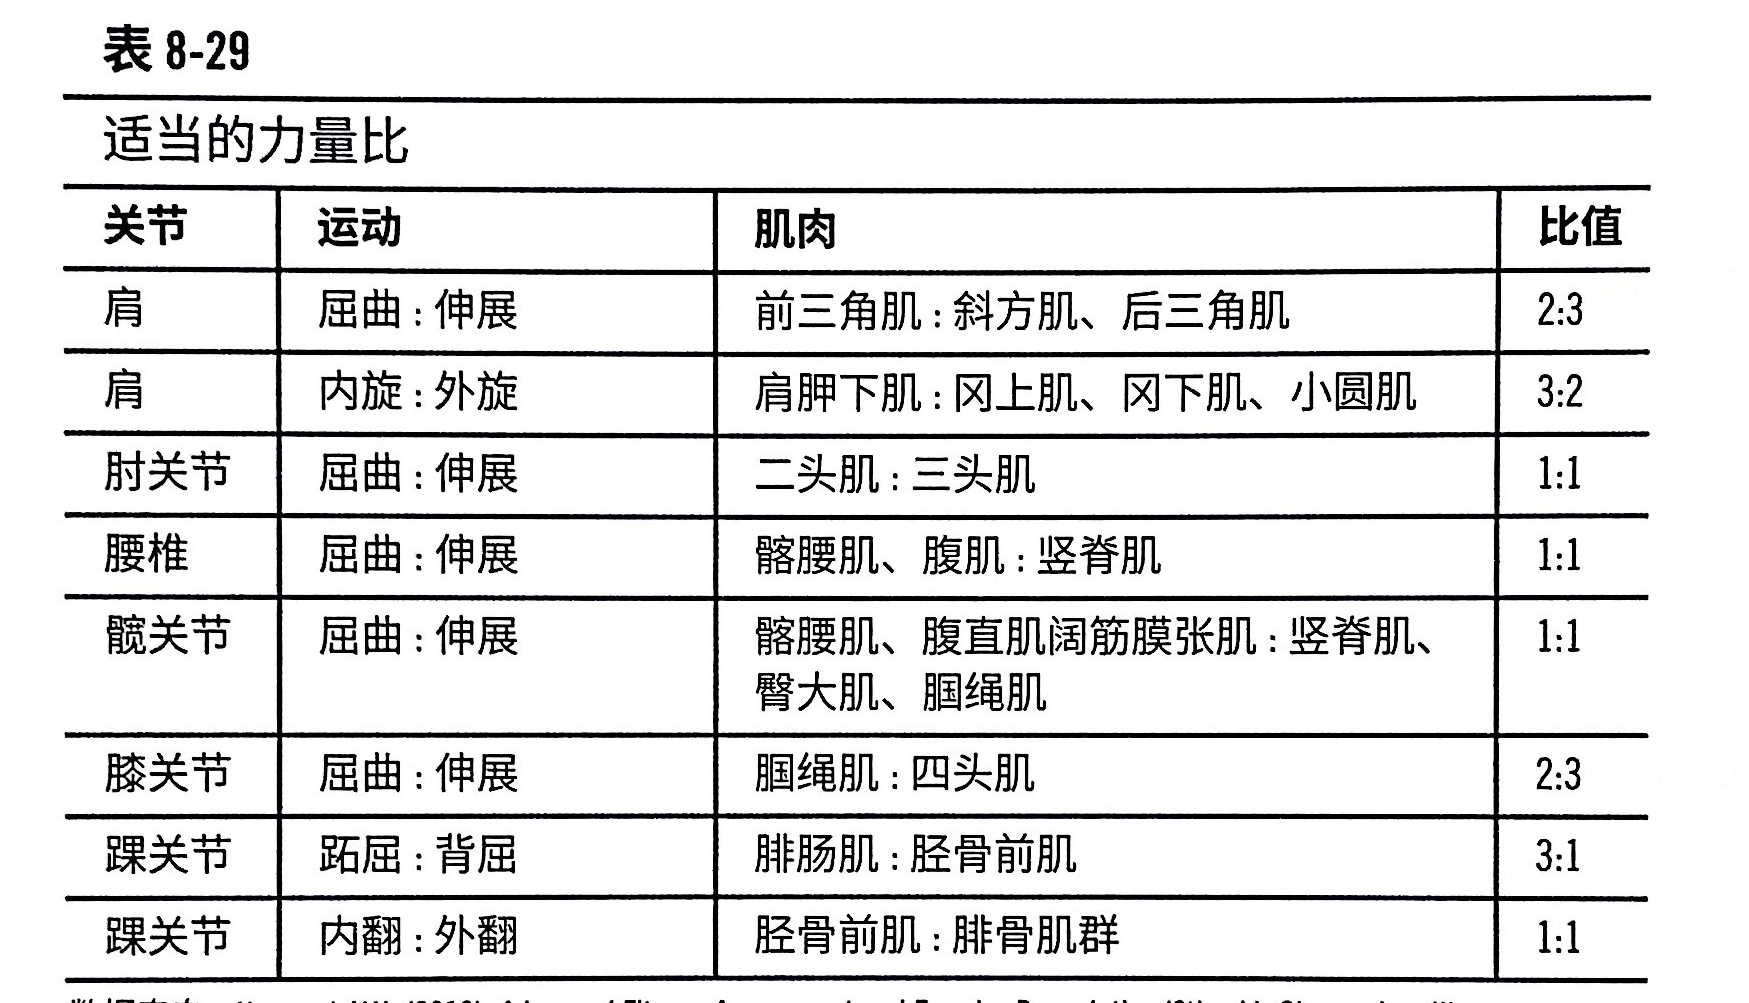 表 8-29
适当的力量比
关节 运动 肌肉 比值
肩 屈曲：伸展 前三角肌：斜方肌、后三角肌 2:3
肩 内旋：外旋 肩胛下肌：冈上肌、冈下肌、小圆肌 3:2
肘关节 屈曲：伸展 二头肌：三头肌 1:1
腰椎 屈曲：伸展 髂腰肌、腹肌：竖脊肌 1:1
髋关节 屈曲：伸展 髂腰肌、腹直肌阔筋膜张肌：竖脊肌、 1:1
臀大肌、腘绳肌
膝关节 屈曲：伸展 腘绳肌：四头肌 2:3
踝关节 跖屈：背屈 腓肠肌：胫骨前肌 3:1
踝关节 内翻：外翻 胫骨前肌：腓骨肌群 1:1